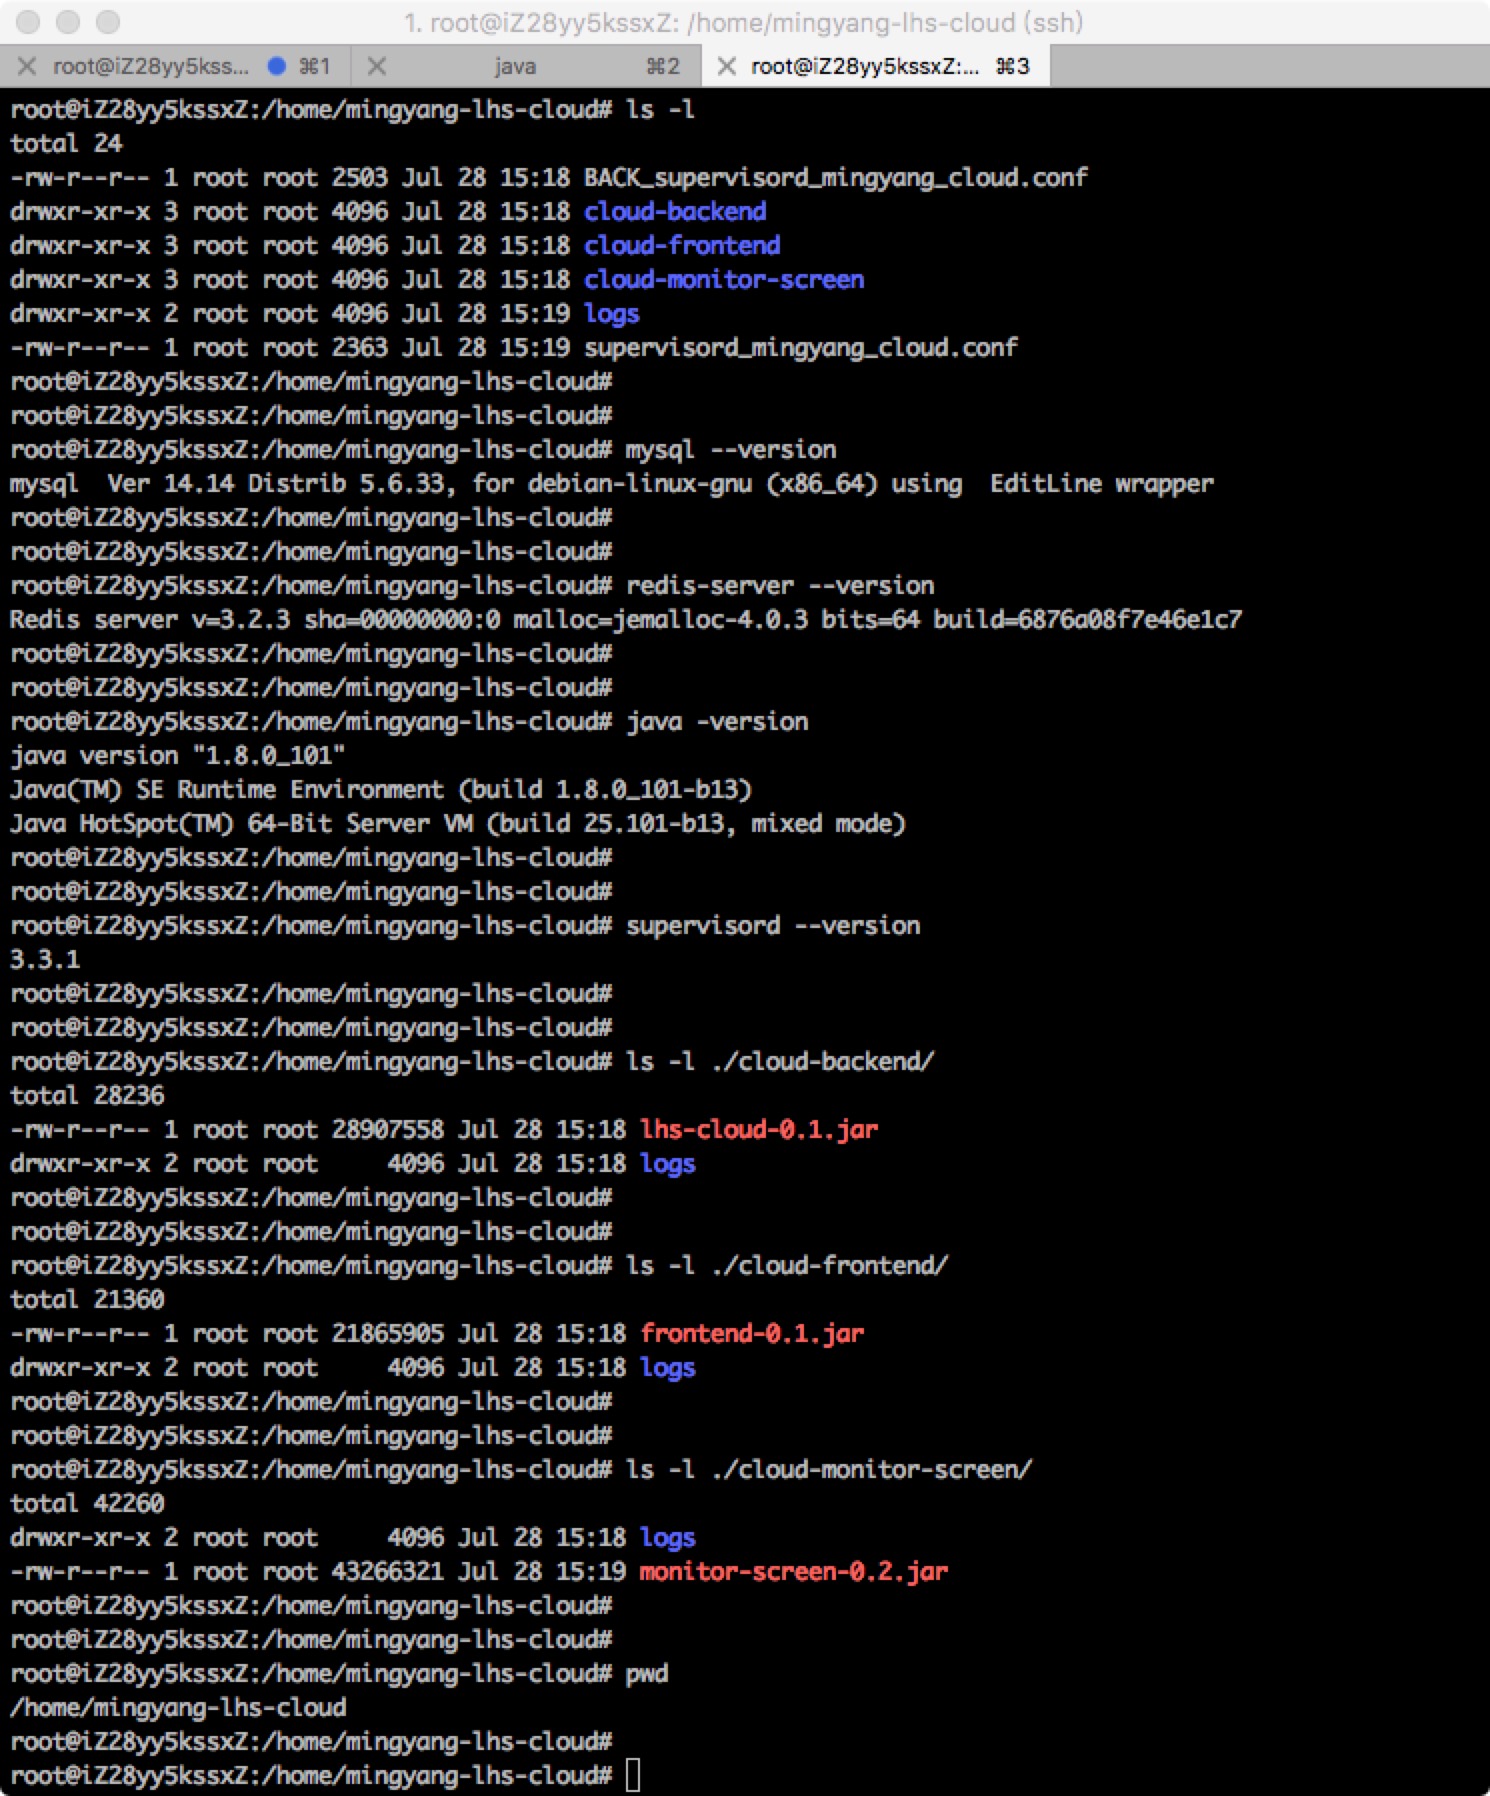 1. root@iZ28yy5kssxZ: /home/mingyang-lhs-cloud (ssh)
root@iZ28yy5kss... ⌘1 java ⌘2 root@iZ28yy5kssxZ:... ⌘3
root@iZ28yy5kssxZ:/home/mingyang-lhs-cloud# ls -l
total 24
-rw-r--r-- 1 root root 2503 Jul 28 15:18 BACK_supervisord_mingyang_cloud.conf
drwxr-xr-x 3 root root 4096 Jul 28 15:18 cloud-backend
drwxr-xr-x 3 root root 4096 Jul 28 15:18 cloud-frontend
drwxr-xr-x 3 root root 4096 Jul 28 15:18 cloud-monitor-screen
drwxr-xr-x 2 root root 4096 Jul 28 15:19 logs
-rw-r--r-- 1 root root 2363 Jul 28 15:19 supervisord_mingyang_cloud.conf
root@iZ28yy5kssxZ:/home/mingyang-lhs-cloud#
root@iZ28yy5kssxZ:/home/mingyang-lhs-cloud#
root@iZ28yy5kssxZ:/home/mingyang-lhs-cloud# mysql --version
mysql  Ver 14.14 Distrib 5.6.33, for debian-linux-gnu (x86_64) using  EditLine wrapper
root@iZ28yy5kssxZ:/home/mingyang-lhs-cloud#
root@iZ28yy5kssxZ:/home/mingyang-lhs-cloud#
root@iZ28yy5kssxZ:/home/mingyang-lhs-cloud# redis-server --version
Redis server v=3.2.3 sha=00000000:0 malloc=jemalloc-4.0.3 bits=64 build=6876a08f7e46e1c7
root@iZ28yy5kssxZ:/home/mingyang-lhs-cloud#
root@iZ28yy5kssxZ:/home/mingyang-lhs-cloud#
root@iZ28yy5kssxZ:/home/mingyang-lhs-cloud# java -version
java version "1.8.0_101"
Java(TM) SE Runtime Environment (build 1.8.0_101-b13)
Java HotSpot(TM) 64-Bit Server VM (build 25.101-b13, mixed mode)
root@iZ28yy5kssxZ:/home/mingyang-lhs-cloud#
root@iZ28yy5kssxZ:/home/mingyang-lhs-cloud#
root@iZ28yy5kssxZ:/home/mingyang-lhs-cloud# supervisord --version
3.3.1
root@iZ28yy5kssxZ:/home/mingyang-lhs-cloud#
root@iZ28yy5kssxZ:/home/mingyang-lhs-cloud#
root@iZ28yy5kssxZ:/home/mingyang-lhs-cloud# ls -l ./cloud-backend/
total 28236
-rw-r--r-- 1 root root 28907558 Jul 28 15:18 lhs-cloud-0.1.jar
drwxr-xr-x 2 root root     4096 Jul 28 15:18 logs
root@iZ28yy5kssxZ:/home/mingyang-lhs-cloud#
root@iZ28yy5kssxZ:/home/mingyang-lhs-cloud#
root@iZ28yy5kssxZ:/home/mingyang-lhs-cloud# ls -l ./cloud-frontend/
total 21360
-rw-r--r-- 1 root root 21865905 Jul 28 15:18 frontend-0.1.jar
drwxr-xr-x 2 root root     4096 Jul 28 15:18 logs
root@iZ28yy5kssxZ:/home/mingyang-lhs-cloud#
root@iZ28yy5kssxZ:/home/mingyang-lhs-cloud#
root@iZ28yy5kssxZ:/home/mingyang-lhs-cloud# ls -l ./cloud-monitor-screen/
total 42260
drwxr-xr-x 2 root root     4096 Jul 28 15:18 logs
-rw-r--r-- 1 root root 43266321 Jul 28 15:19 monitor-screen-0.2.jar
root@iZ28yy5kssxZ:/home/mingyang-lhs-cloud#
root@iZ28yy5kssxZ:/home/mingyang-lhs-cloud#
root@iZ28yy5kssxZ:/home/mingyang-lhs-cloud# pwd
/home/mingyang-lhs-cloud
root@iZ28yy5kssxZ:/home/mingyang-lhs-cloud#
root@iZ28yy5kssxZ:/home/mingyang-lhs-cloud#